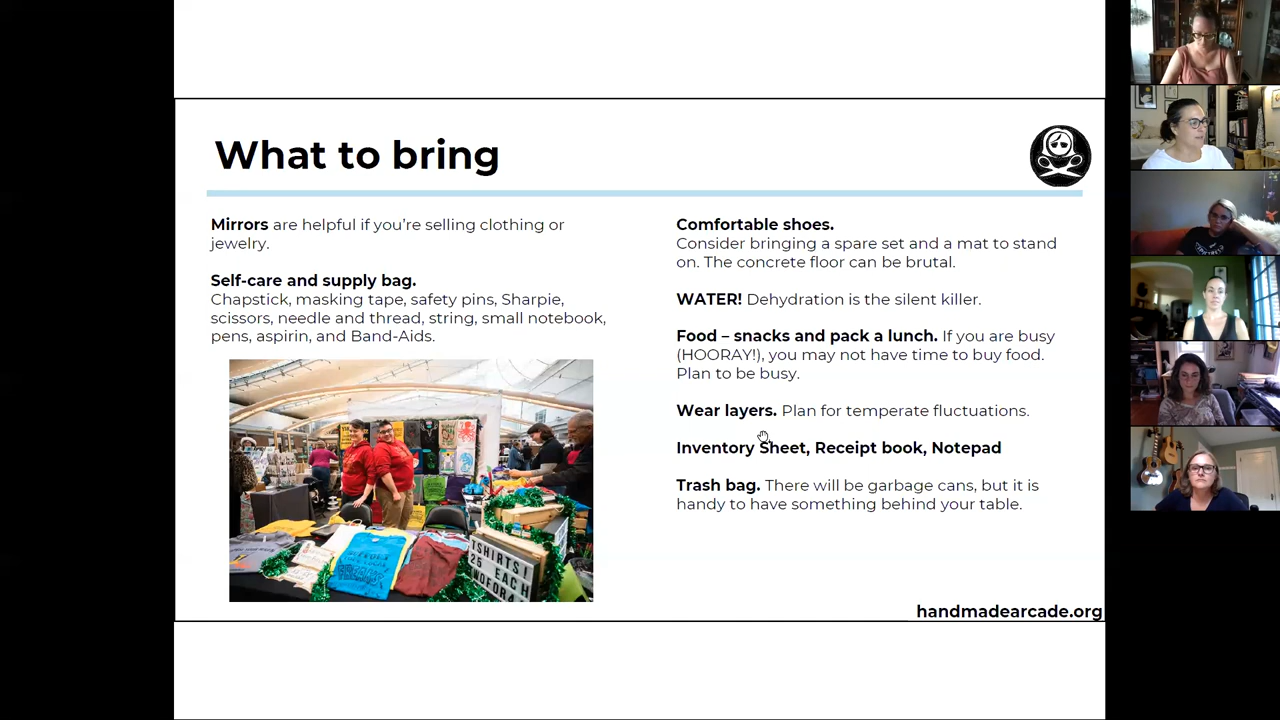 What to bring
Mirrors are helpful if you’re selling clothing or
jewelry.
Self-care and supply bag.
Chapstick, masking tape, safety pins, Sharpie,
scissors, needle and thread, string, small notebook,
pens, aspirin, and Band-Aids.
TSHIRTS
25 EACH
Comfortable shoes.
Consider bringing a spare set and a mat to stand
on. The concrete floor can be brutal.
WATER! Dehydration is the silent killer.
Food – snacks and pack a lunch. If you are busy
(HOORAY!), you may not have time to buy food.
Plan to be busy.
Wear layers. Plan for temperate fluctuations.
Inventory Sheet, Receipt book, Notepad
Trash bag. There will be garbage cans, but it is
handy to have something behind your table.
handmadearcade.org